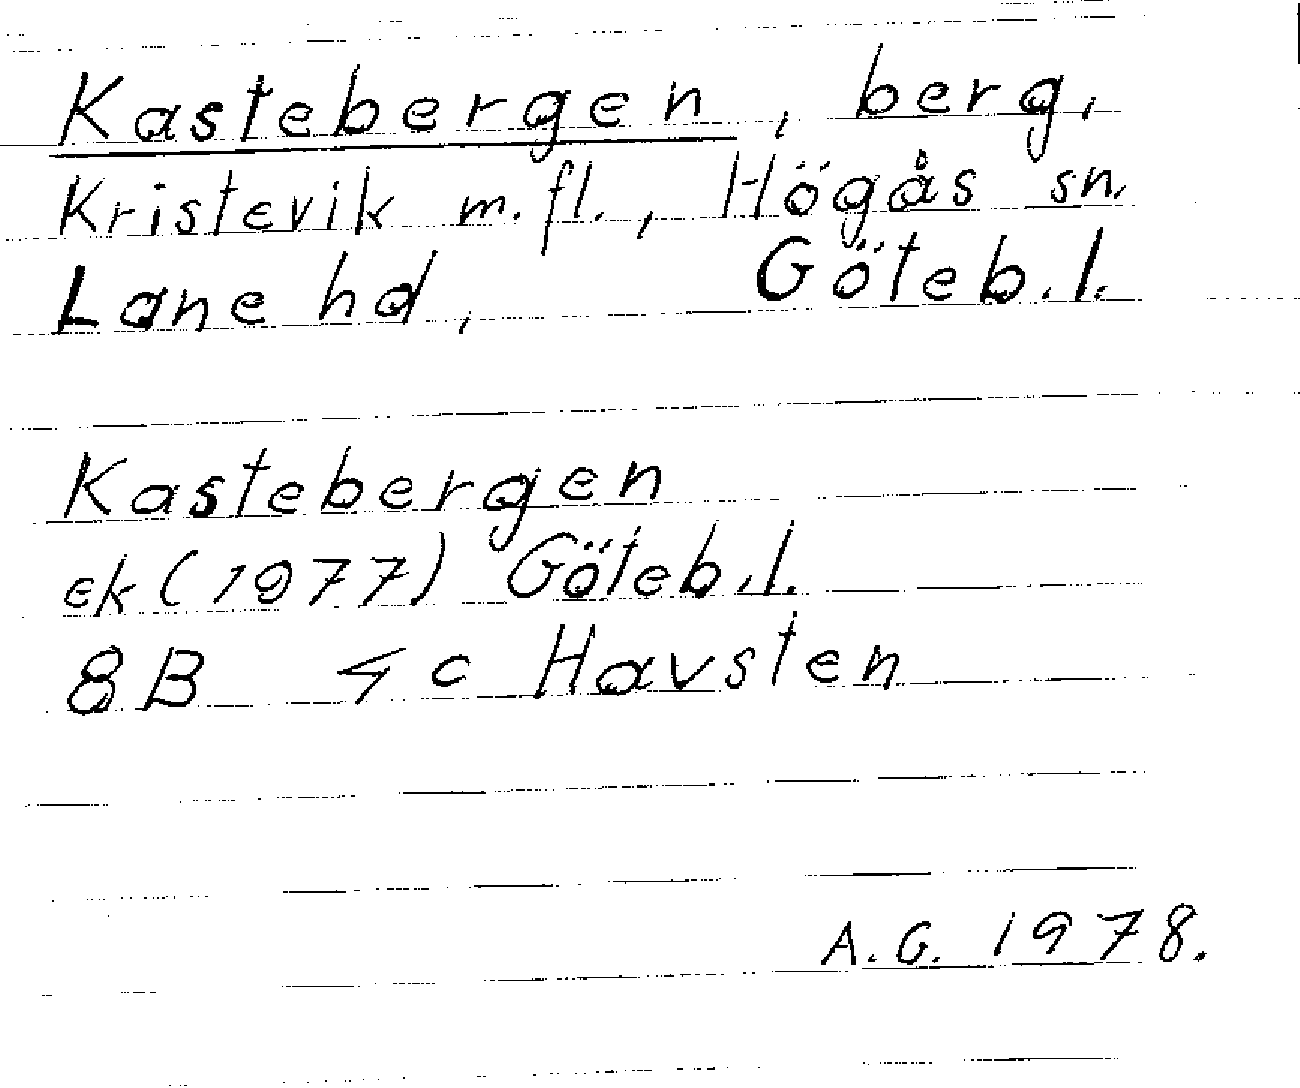 Kastebergen, berg,
Kristevik m.fl., Högås sn.
Lane hd, Göteb.l.
Kastebergen
ek (1977) Göteb.l.
8B 4c Havsten
A.G. 1978.